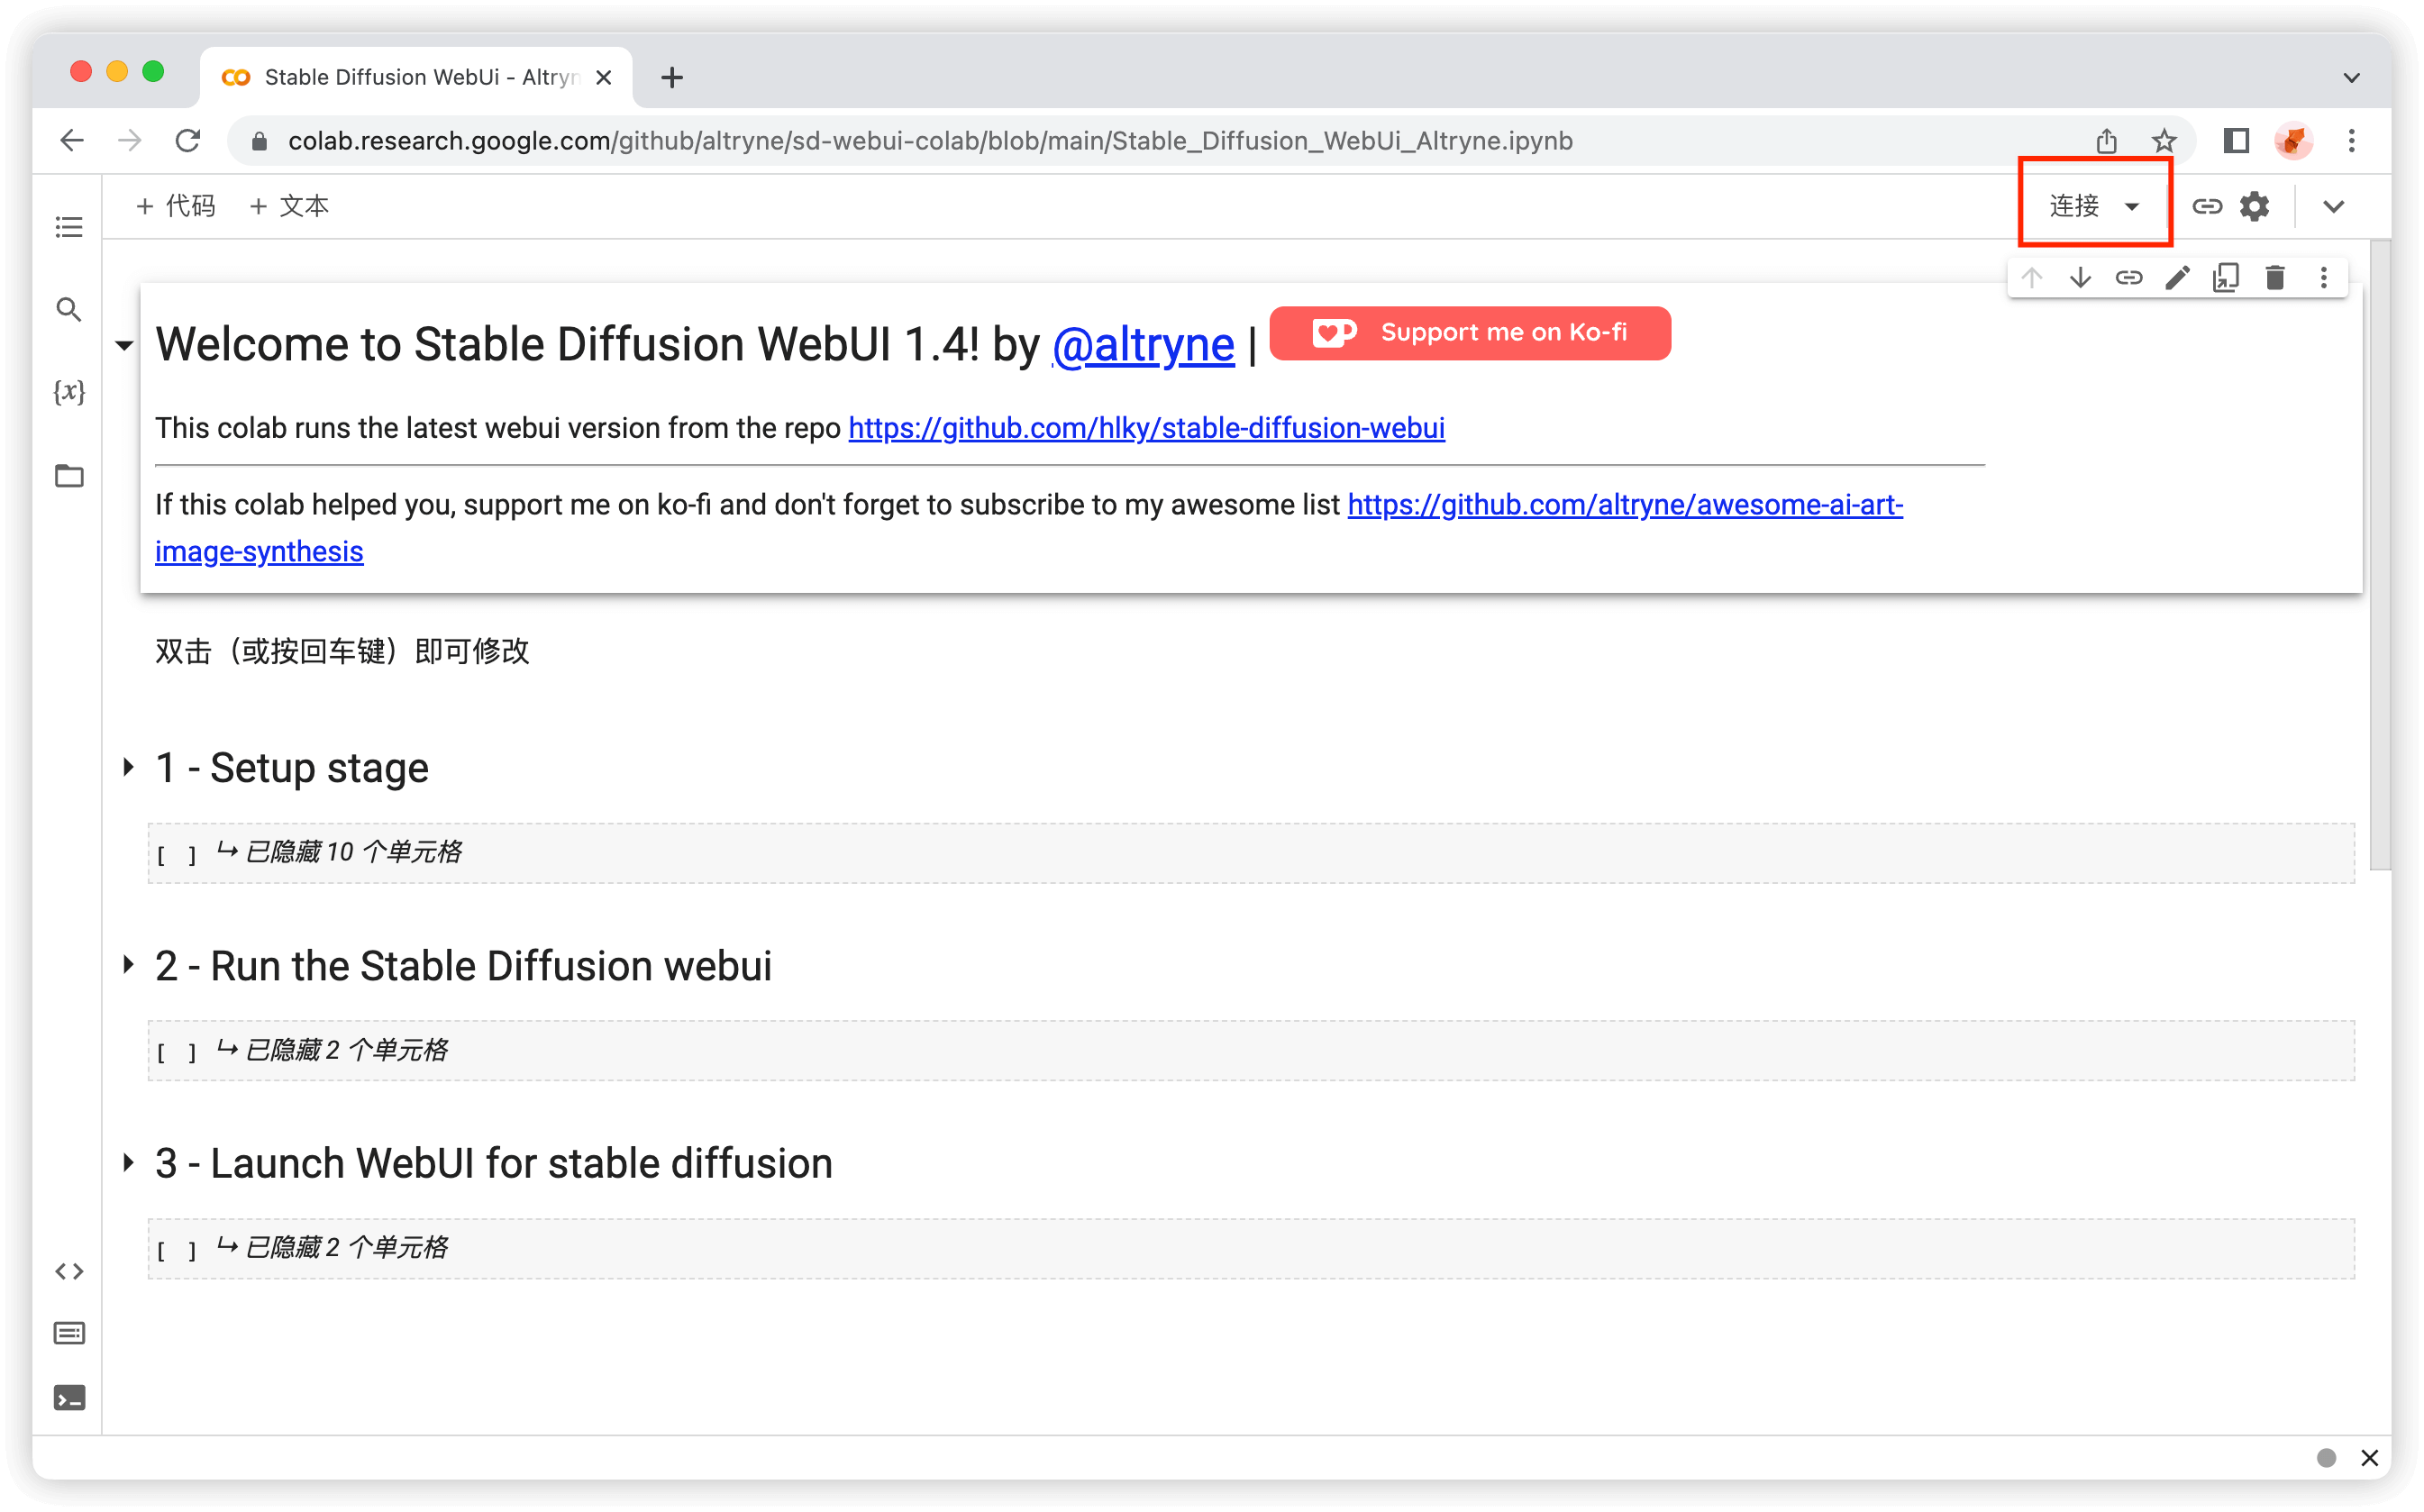 Stable Diffusion WebUi - Altryn
colab.research.google.com/github/altryne/sd-webui-colab/blob/main/Stable_Diffusion_WebUi_Altryne.ipynb
+ 代码 + 文本
连接
Welcome to Stable Diffusion WebUI 1.4! by @altryne | Support me on Ko-fi
{x}
This colab runs the latest webui version from the repo https://github.com/hlky/stable-diffusion-webui
If this colab helped you, support me on ko-fi and don't forget to subscribe to my awesome list https://github.com/altryne/awesome-ai-art-
image-synthesis
双击（或按回车键）即可修改
1 - Setup stage
[ ] ↳ 已隐藏 10 个单元格
2 - Run the Stable Diffusion webui
[ ] ↳ 已隐藏 2 个单元格
3 - Launch WebUI for stable diffusion
[ ] ↳ 已隐藏 2 个单元格